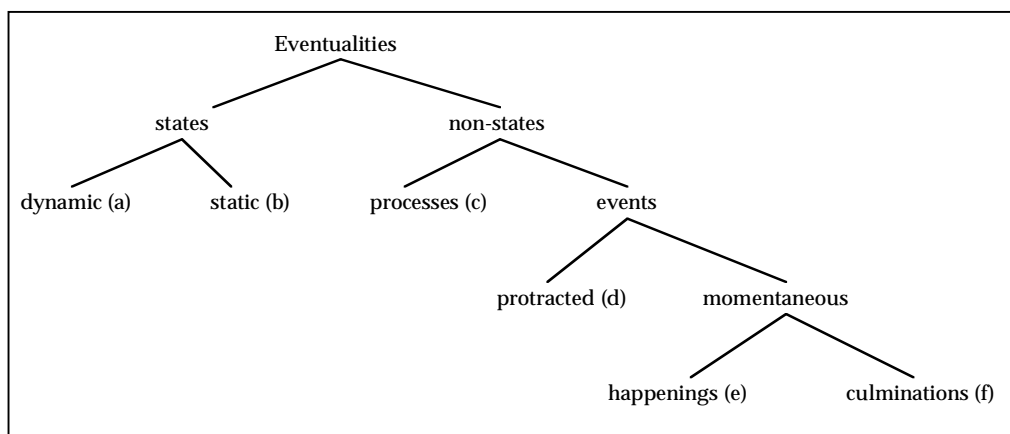 Eventualities
states non-states
dynamic (a) static (b) processes (c) events
protracted (d) momentaneous
happenings (e) culminations (f)